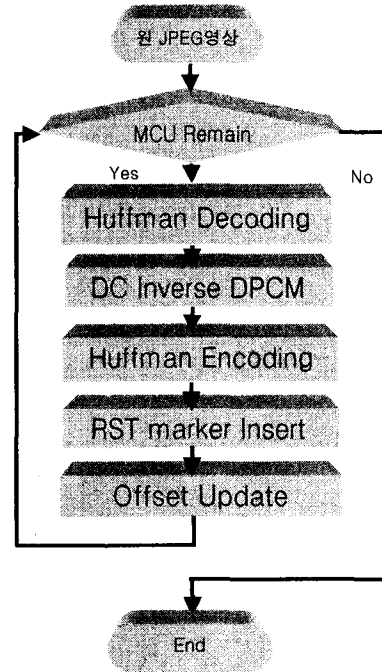 원 JPEG영상
MCU Remain
Yes
No
Huffman Decoding
DC Inverse DPCM
Huffman Encoding
RST marker Insert
Offset Update
End